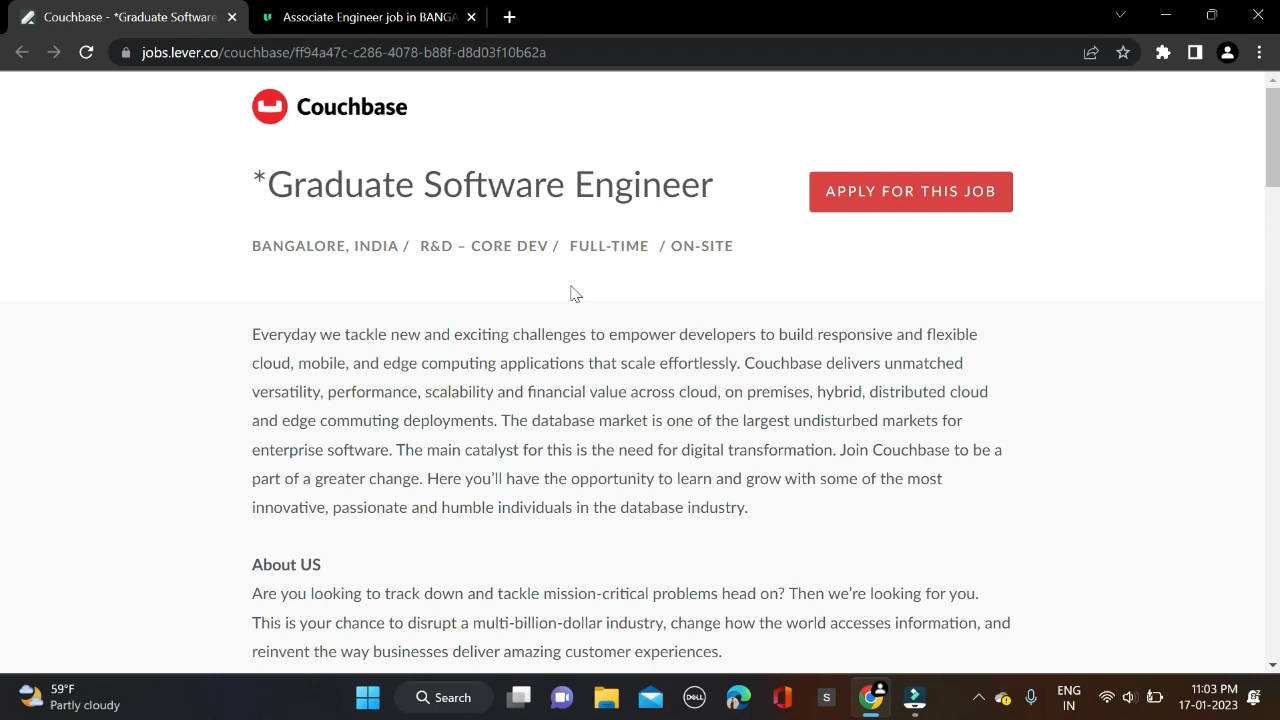 Couchbase - *Graduate Software
Associate Engineer job in BANGA
jobs.lever.co/couchbase/ff94a47c-c286-4078-b88f-d8d03f10b62a
Couchbase
*Graduate Software Engineer
APPLY FOR THIS JOB
BANGALORE, INDIA / R&D – CORE DEV / FULL-TIME / ON-SITE
Everyday we tackle new and exciting challenges to empower developers to build responsive and flexible
cloud, mobile, and edge computing applications that scale effortlessly. Couchbase delivers unmatched
versatility, performance, scalability and financial value across cloud, on premises, hybrid, distributed cloud
and edge commuting deployments. The database market is one of the largest undisturbed markets for
enterprise software. The main catalyst for this is the need for digital transformation. Join Couchbase to be a
part of a greater change. Here you’ll have the opportunity to learn and grow with some of the most
innovative, passionate and humble individuals in the database industry.
About US
Are you looking to track down and tackle mission-critical problems head on? Then we’re looking for you.
This is your chance to disrupt a multi-billion-dollar industry, change how the world accesses information, and
reinvent the way businesses deliver amazing customer experiences.
59°F
Partly cloudy
Search
DELL
S
ENG
IN
11:03 PM
17-01-2023